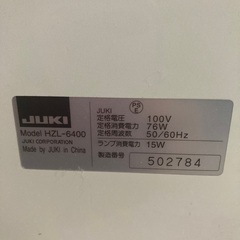 JUKI
Model HZL-6400
JUKI CORPORATION
Made by JUKI in China
JUKI
PSE
定格電圧 100V
定格消費電力 76W
定格周波数 50/60Hz
ランプ消費電力 15W
製造番号 502784